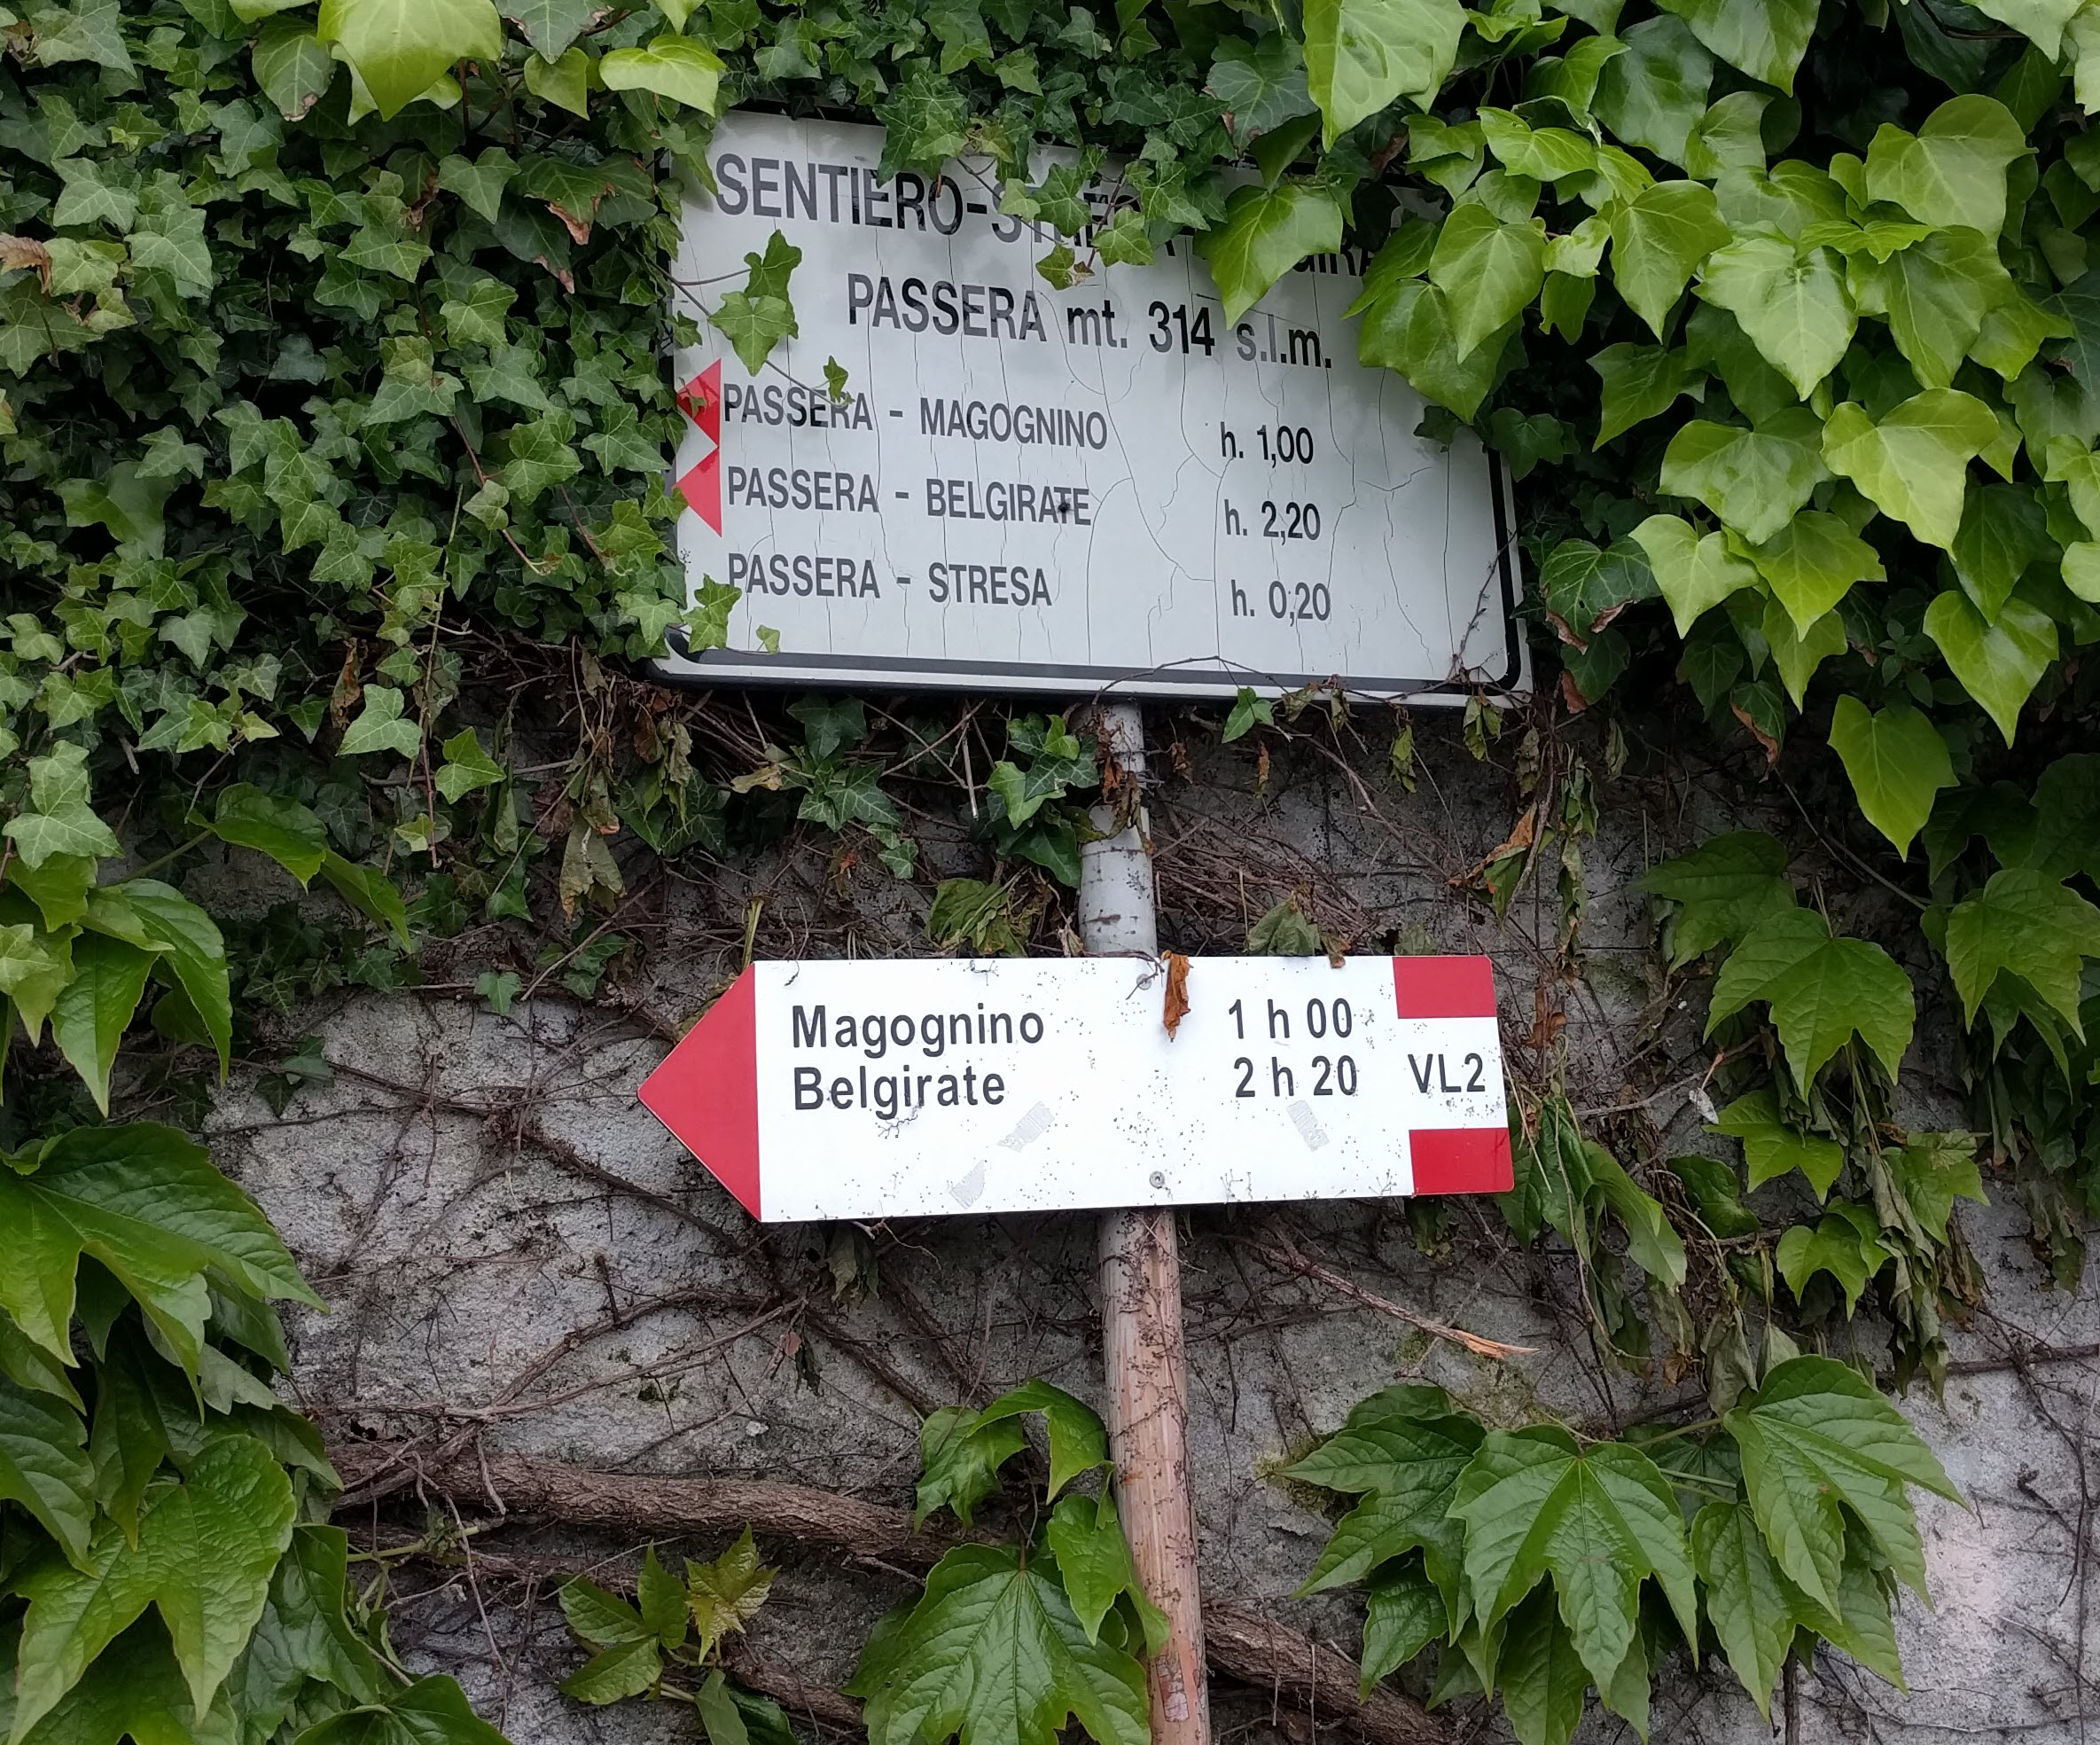 SENTIERO-STRESA
PASSERA mt. 314 s.l.m.
PASSERA - MAGOGNINO h. 1,00
PASSERA - BELGIRATE h. 2,20
PASSERA - STRESA h. 0,20
Magognino 1 h 00
Belgirate 2 h 20 VL2